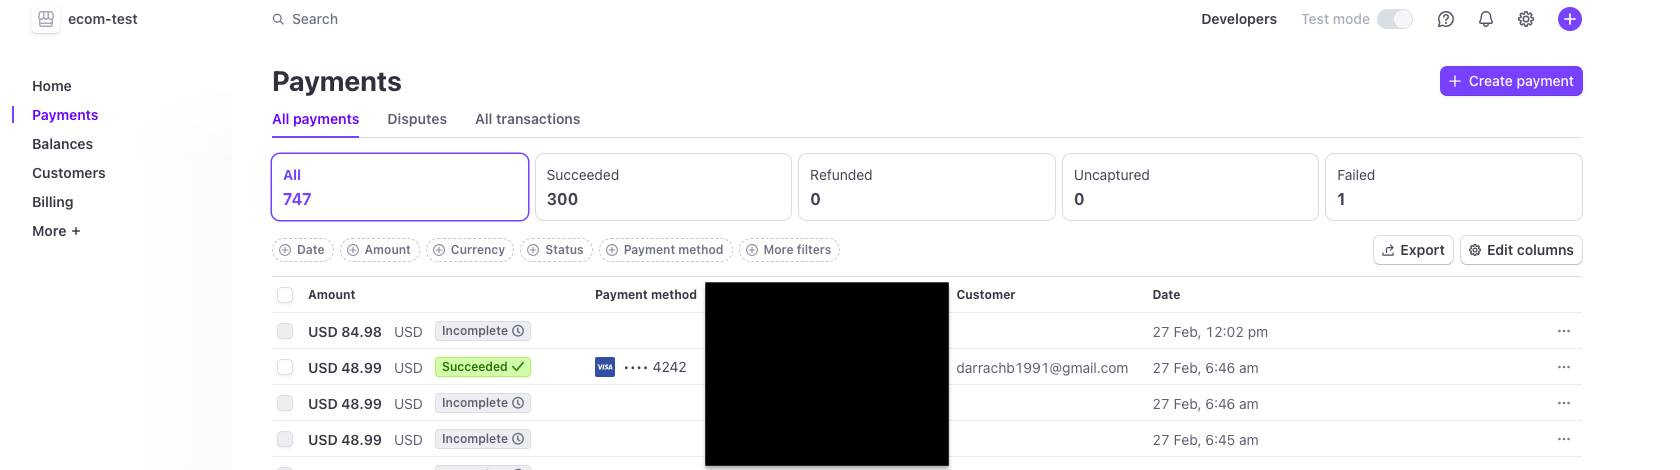 ecom-test
Search
Developers
Test mode
Home
Payments
Balances
Customers
Billing
More +
Payments
+ Create payment
All payments Disputes All transactions
All
747
Succeeded
300
Refunded
0
Uncaptured
0
Failed
1
Date Amount Currency Status Payment method More filters
Export Edit columns
Amount Payment method Customer Date
USD 84.98 USD Incomplete 27 Feb, 12:02 pm ···
USD 48.99 USD Succeeded VISA •••• 4242 darrachb1991@gmail.com 27 Feb, 6:46 am ···
USD 48.99 USD Incomplete 27 Feb, 6:46 am ···
USD 48.99 USD Incomplete 27 Feb, 6:45 am ···